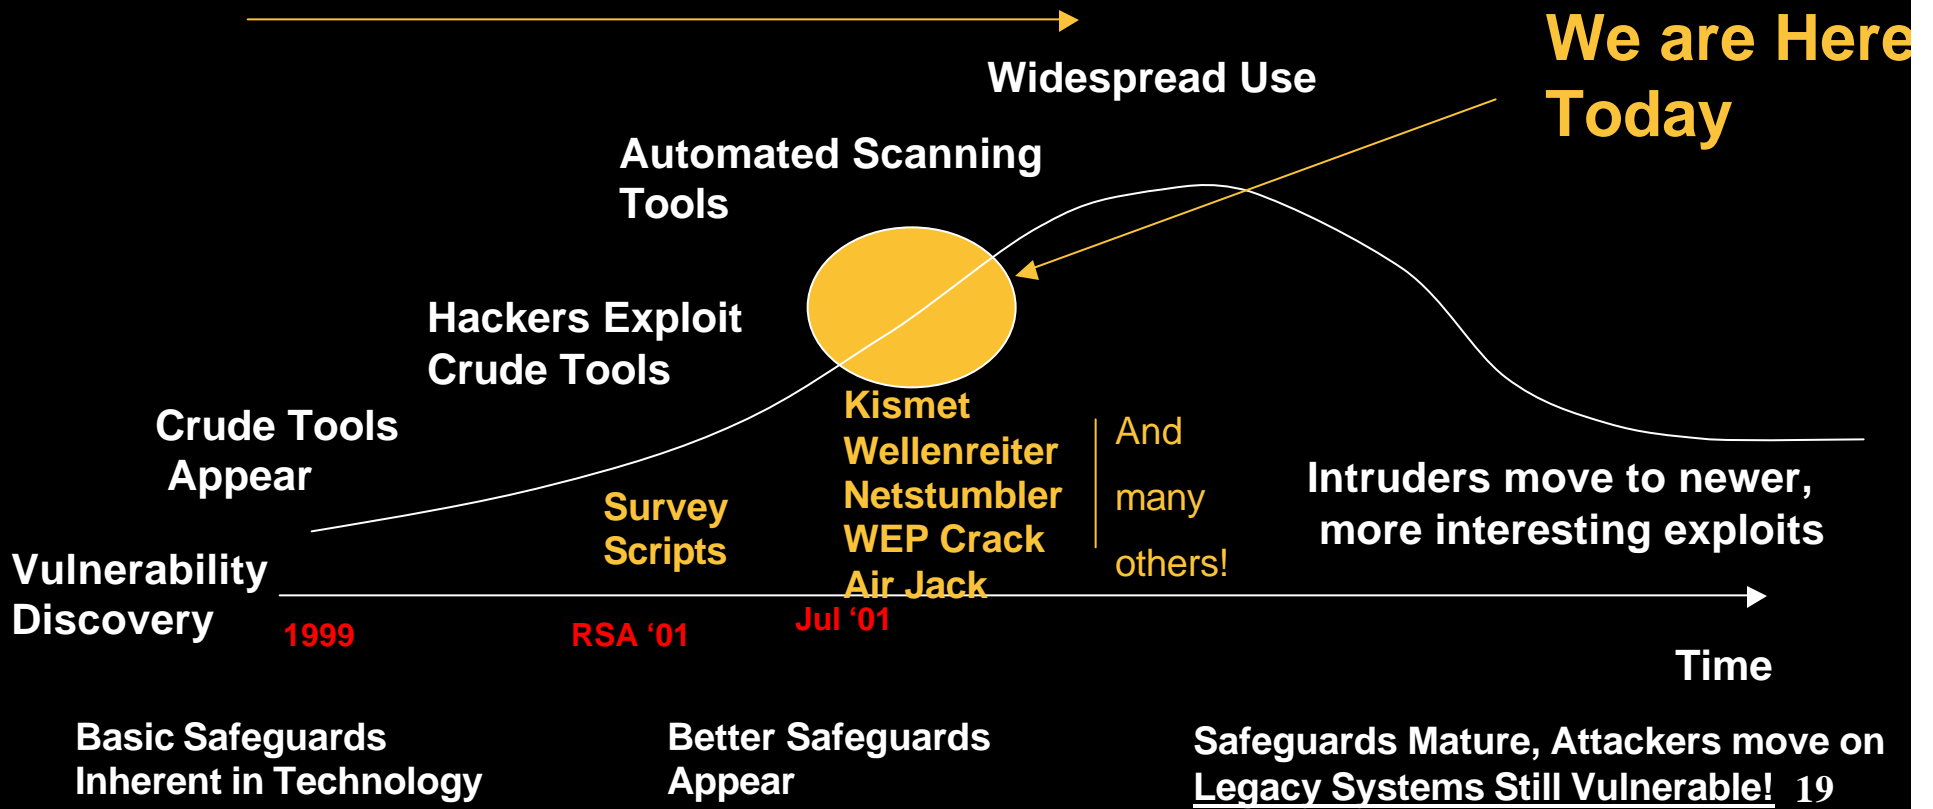 We are Here
Today
Widespread Use
Automated Scanning
Tools
Hackers Exploit
Crude Tools
Crude Tools
Appear
Vulnerability
Discovery
Survey
Scripts
Kismet
Wellenreiter
Netstumbler
WEP Crack
Air Jack
And
many
others!
Intruders move to newer,
more interesting exploits
1999
RSA ‘01
Jul ‘01
Time
Basic Safeguards
Inherent in Technology
Better Safeguards
Appear
Safeguards Mature, Attackers move on
Legacy Systems Still Vulnerable!
19